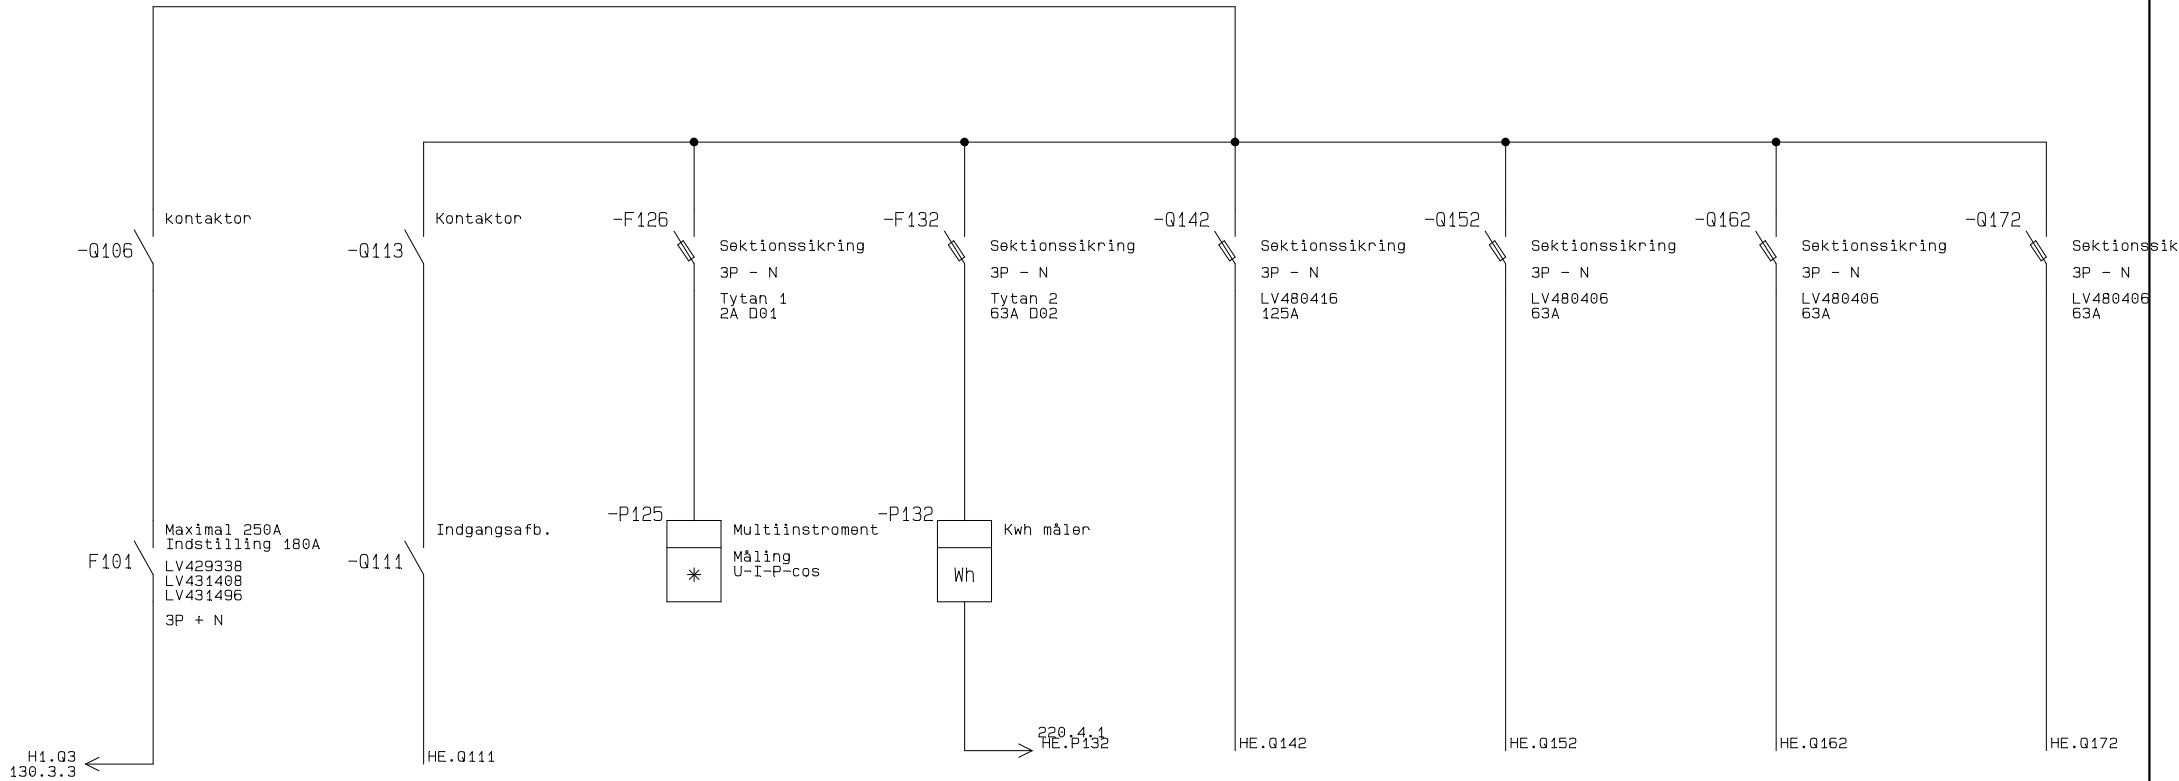 kontaktor
-Q106
Maximal 250A
Indstilling 180A
F101
LV429338
LV431408
LV431496
3P + N
H1.Q3
130.3.3
Kontaktor
-Q113
Indgangsafb.
-Q111
HE.Q111
-F126
Sektionssikring
3P - N
Tytan 1
2A D01
-P125
Multiinstroment
Måling
U-I-P-cos
*
-F132
Sektionssikring
3P - N
Tytan 2
63A D02
-P132
Kwh måler
Wh
220.4.1
HE.P132
-Q142
Sektionssikring
3P - N
LV480416
125A
HE.Q142
-Q152
Sektionssikring
3P - N
LV480406
63A
HE.Q152
-Q162
Sektionssikring
3P - N
LV480406
63A
HE.Q162
-Q172
Sektionssik
3P - N
LV480406
63A
HE.Q172